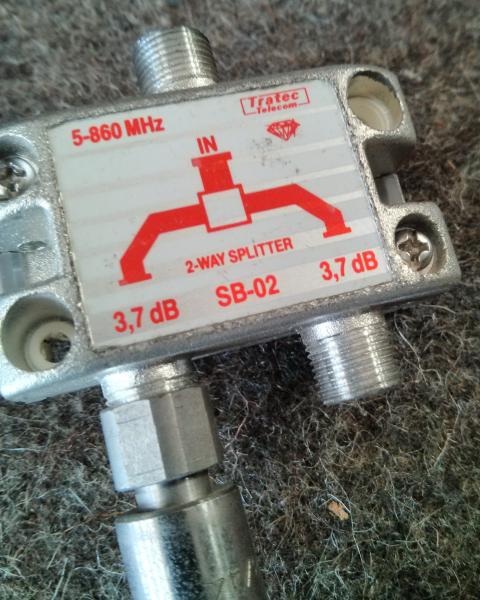 Tratec
Telecom
5-860 MHz
IN
2-WAY SPLITTER
3,7 dB
SB-02
3,7 dB